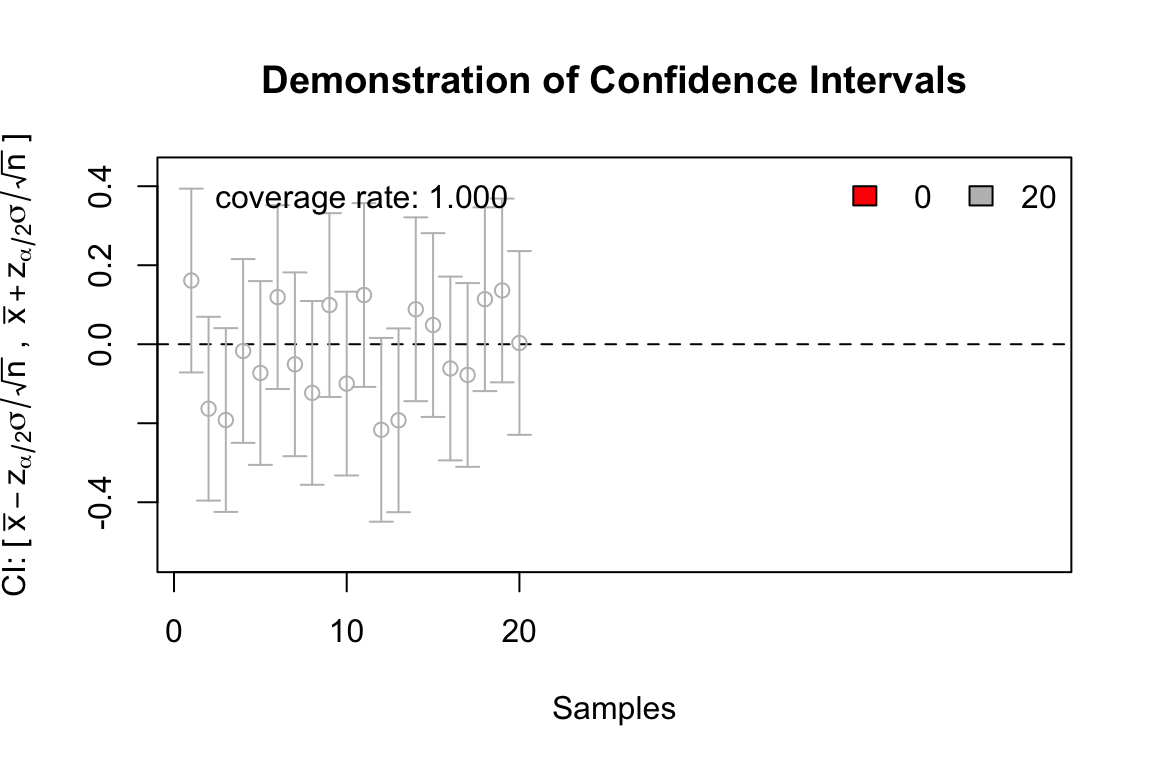 Demonstration of Confidence Intervals
CI: [ x̅ − zα/2σ/√n , x̅ + zα/2σ/√n ]
0.4
0.2
0.0
-0.4
coverage rate: 1.000
0 20
0 10 20
Samples